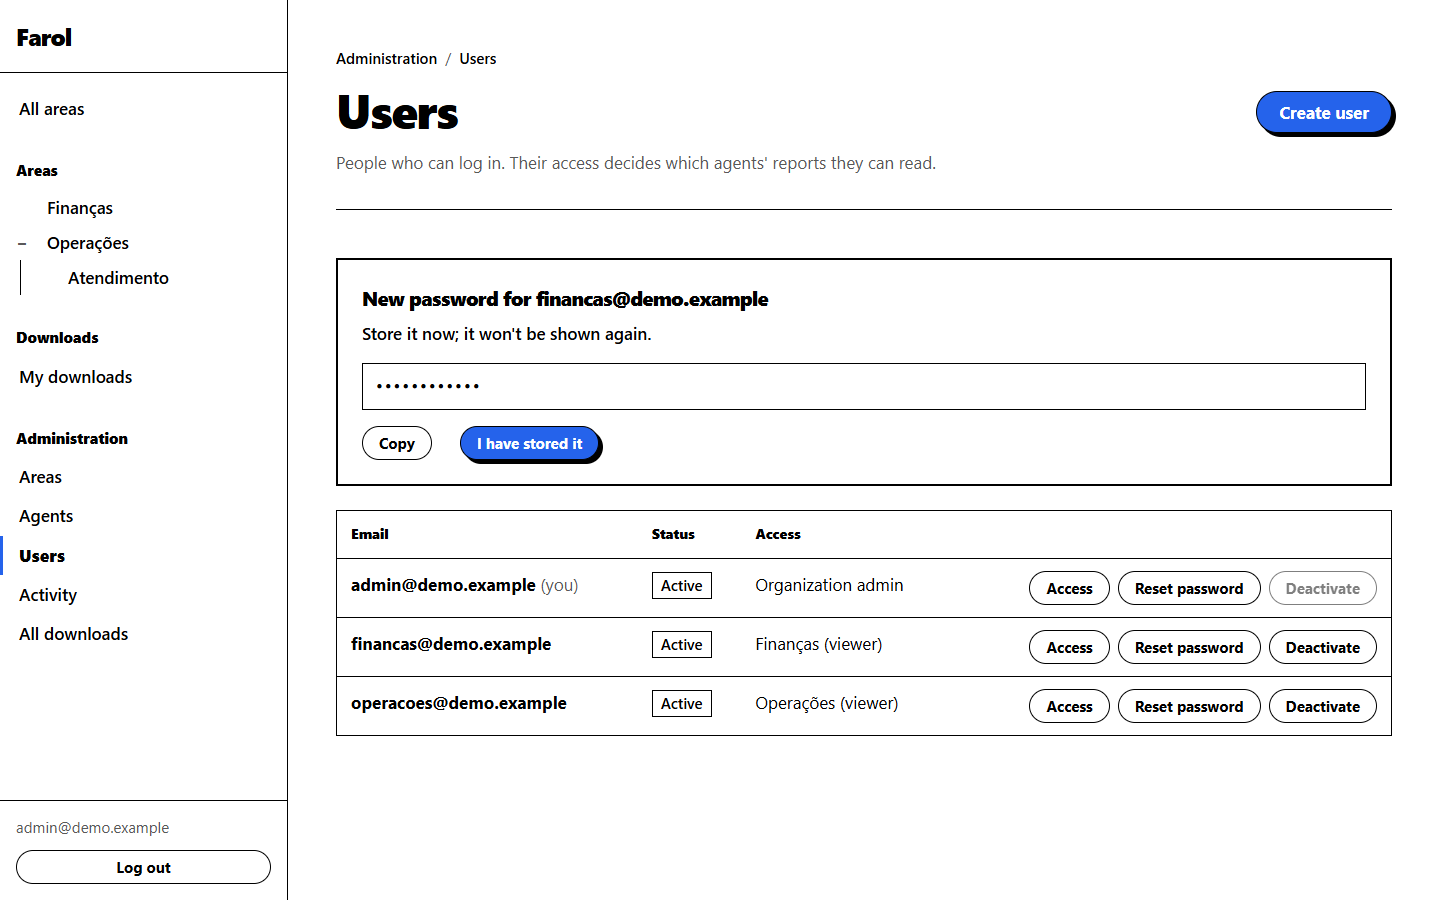 Farol
All areas
Areas
Finanças
– Operações
Atendimento
Downloads
My downloads
Administration
Areas
Agents
Users
Activity
All downloads
admin@demo.example
Log out
Administration / Users
Users
Create user
People who can log in. Their access decides which agents' reports they can read.
New password for financas@demo.example
Store it now; it won't be shown again.
••••••••••••
Copy I have stored it
Email Status Access
admin@demo.example (you) Active Organization admin Access Reset password Deactivate
financas@demo.example Active Finanças (viewer) Access Reset password Deactivate
operacoes@demo.example Active Operações (viewer) Access Reset password Deactivate